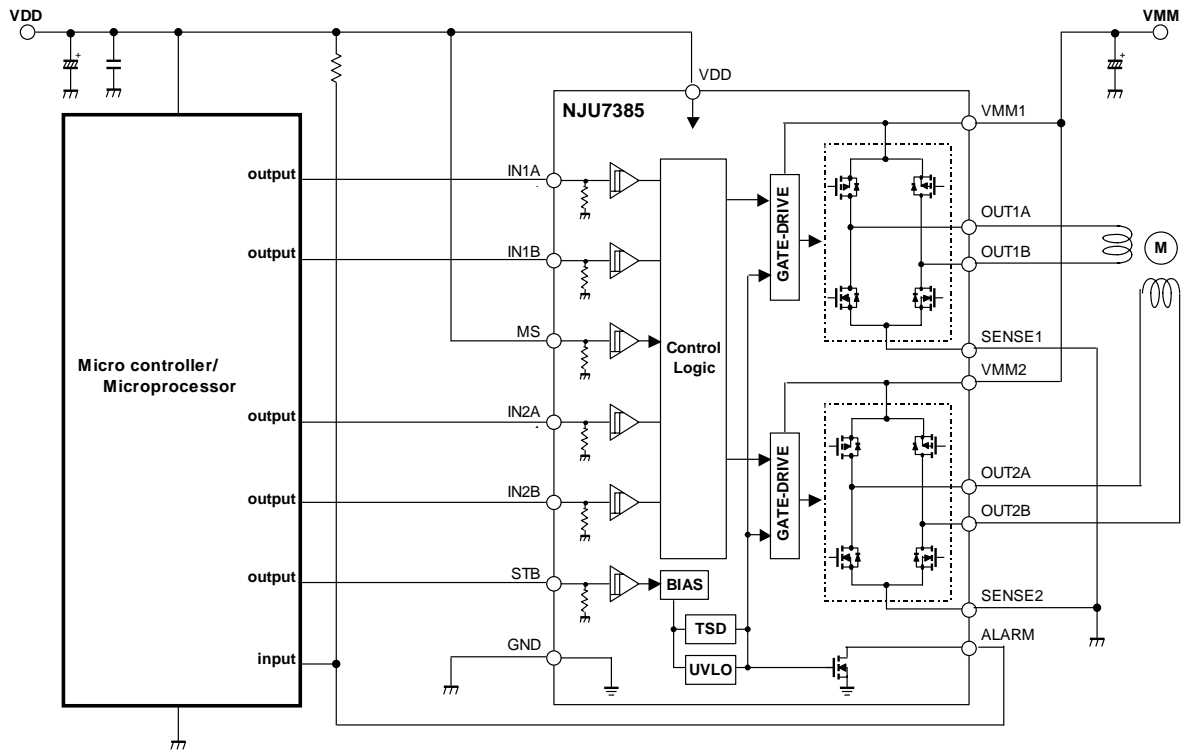 VDD
VMM
VDD
NJU7385
VMM1
output
IN1A
GATE-DRIVE
OUT1A
M
output
IN1B
OUT1B
MS
Control
Logic
SENSE1
Micro controller/
Microprocessor
VMM2
output
IN2A
GATE-DRIVE
OUT2A
output
IN2B
OUT2B
output
STB
BIAS
SENSE2
TSD
ALARM
GND
input
UVLO
+
+